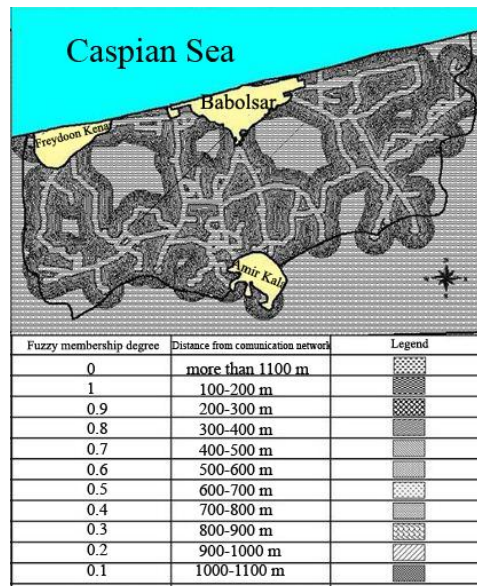 Caspian Sea
Babolsar
Freydoon Kena
Amir Kala
Fuzzy membership degree Distance from comunication network Legend
0 more than 1100 m
1 100-200 m
0.9 200-300 m
0.8 300-400 m
0.7 400-500 m
0.6 500-600 m
0.5 600-700 m
0.4 700-800 m
0.3 800-900 m
0.2 900-1000 m
0.1 1000-1100 m